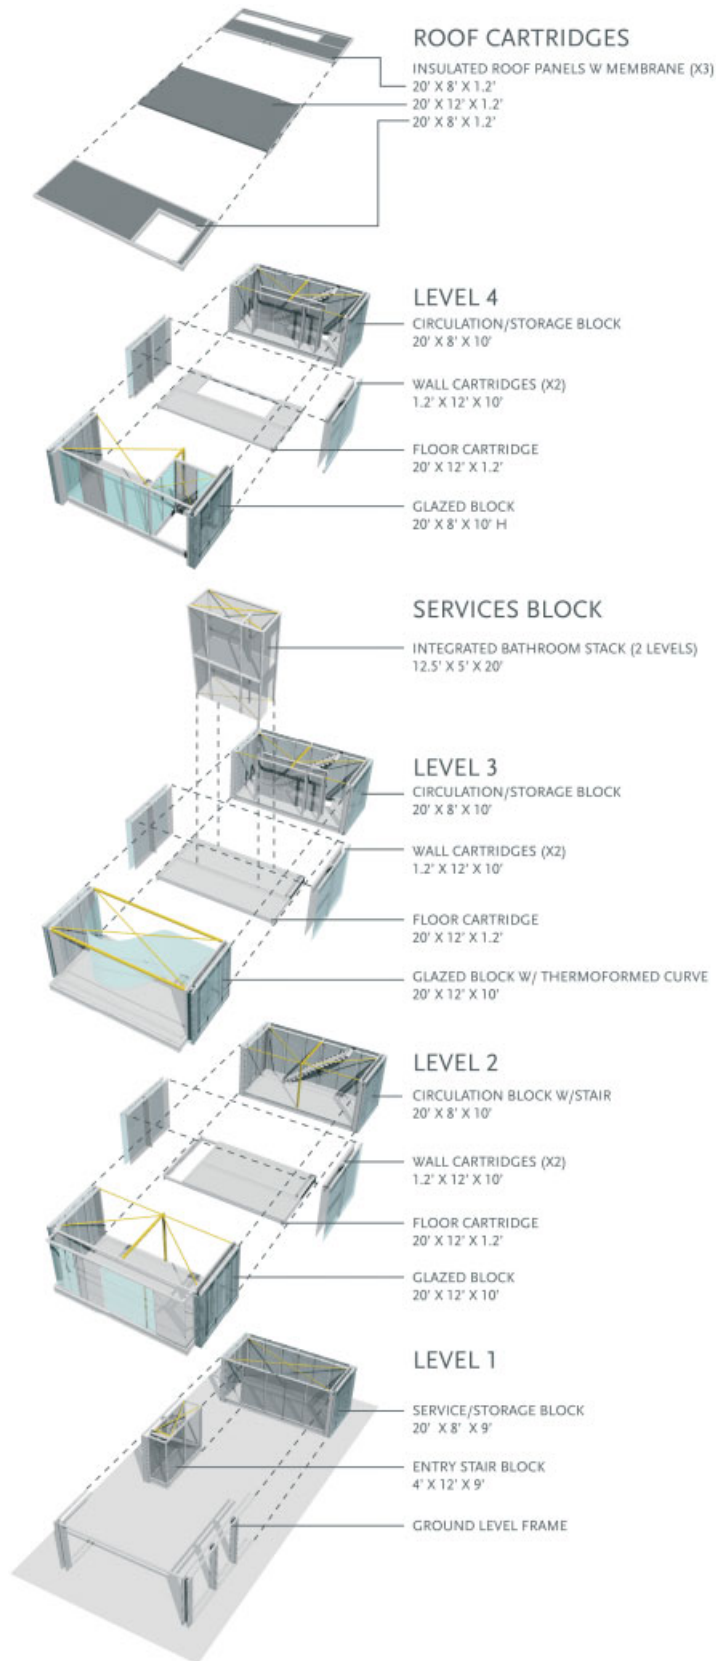 ROOF CARTRIDGES
INSULATED ROOF PANELS W MEMBRANE (X3)
20' X 8' X 1.2'
20' X 12' X 1.2'
20' X 8' X 1.2'
LEVEL 4
CIRCULATION/STORAGE BLOCK
20' X 8' X 10'
WALL CARTRIDGES (X2)
1.2' X 12' X 10'
FLOOR CARTRIDGE
20' X 12' X 1.2'
GLAZED BLOCK
20' X 8' X 10' H
SERVICES BLOCK
INTEGRATED BATHROOM STACK (2 LEVELS)
12.5' X 5' X 20'
LEVEL 3
CIRCULATION/STORAGE BLOCK
20' X 8' X 10'
WALL CARTRIDGES (X2)
1.2' X 12' X 10'
FLOOR CARTRIDGE
20' X 12' X 1.2'
GLAZED BLOCK W/ THERMOFORMED CURVE
20' X 12' X 10'
LEVEL 2
CIRCULATION BLOCK W/STAIR
20' X 8' X 10'
WALL CARTRIDGES (X2)
1.2' X 12' X 10'
FLOOR CARTRIDGE
20' X 12' X 1.2'
GLAZED BLOCK
20' X 12' X 10'
LEVEL 1
SERVICE/STORAGE BLOCK
20' X 8' X 9'
ENTRY STAIR BLOCK
4' X 12' X 9'
GROUND LEVEL FRAME